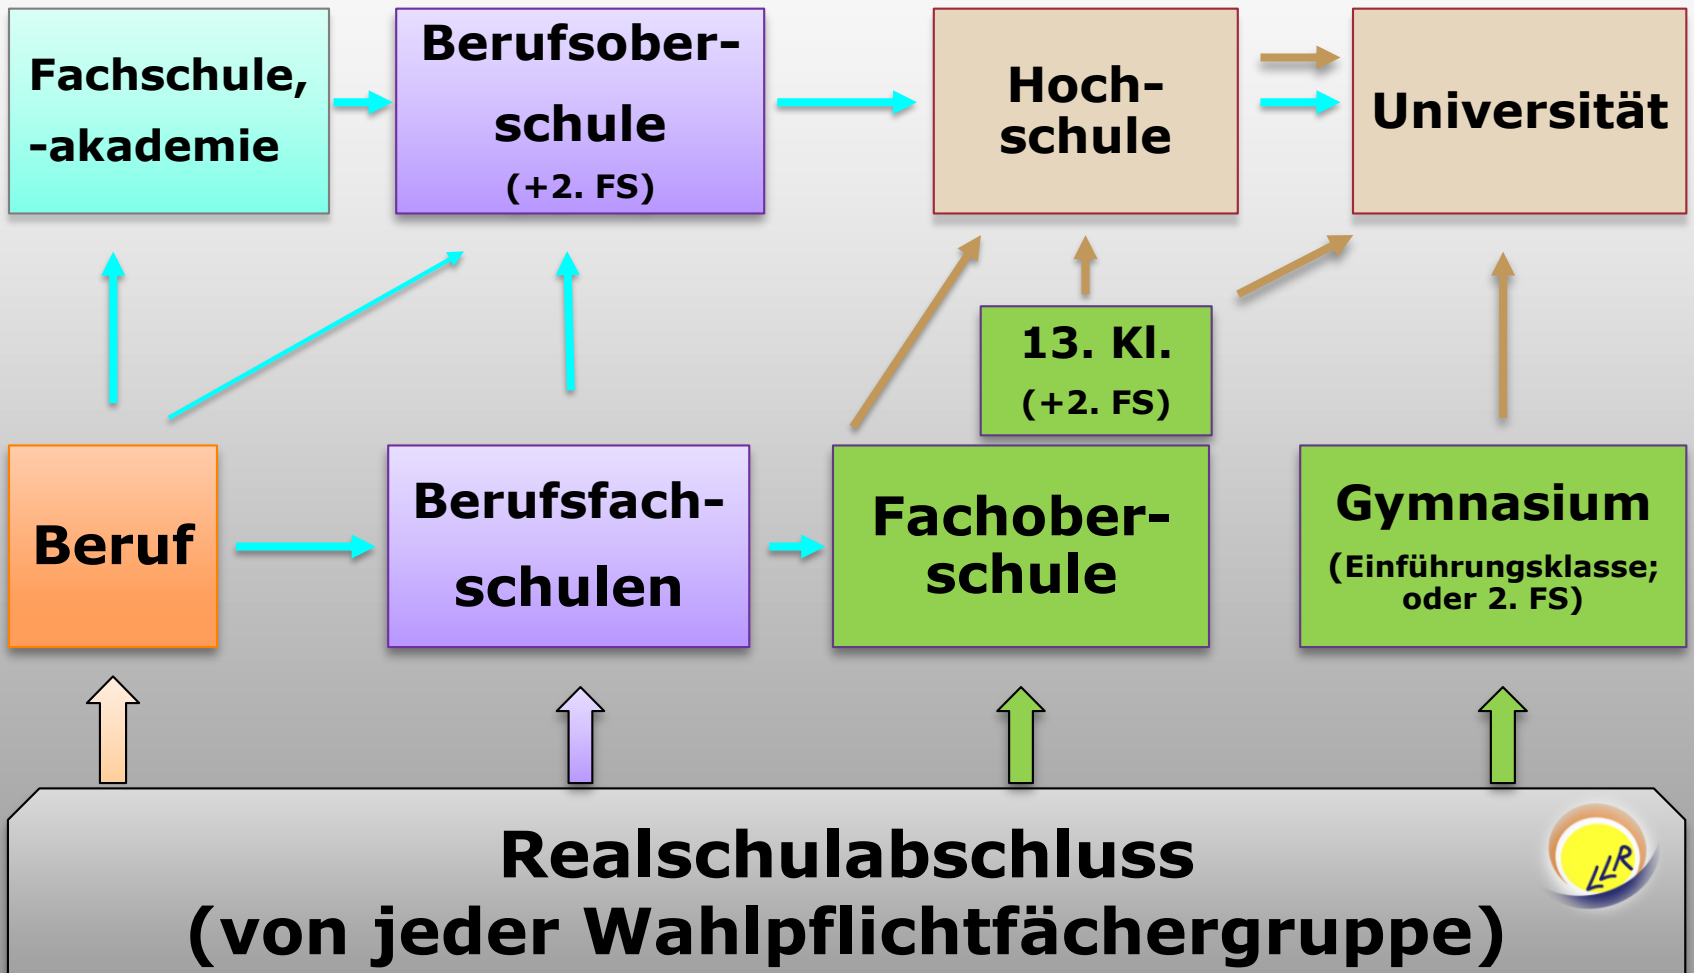 Fachschule,
-akademie
Berufsober-
schule
(+2. FS)
Hoch-
schule
Universität
13. Kl.
(+2. FS)
Beruf
Berufsfach-
schulen
Fachober-
schule
Gymnasium
(Einführungsklasse;
oder 2. FS)
Realschulabschluss
(von jeder Wahlpflichtfächergruppe)
LLR